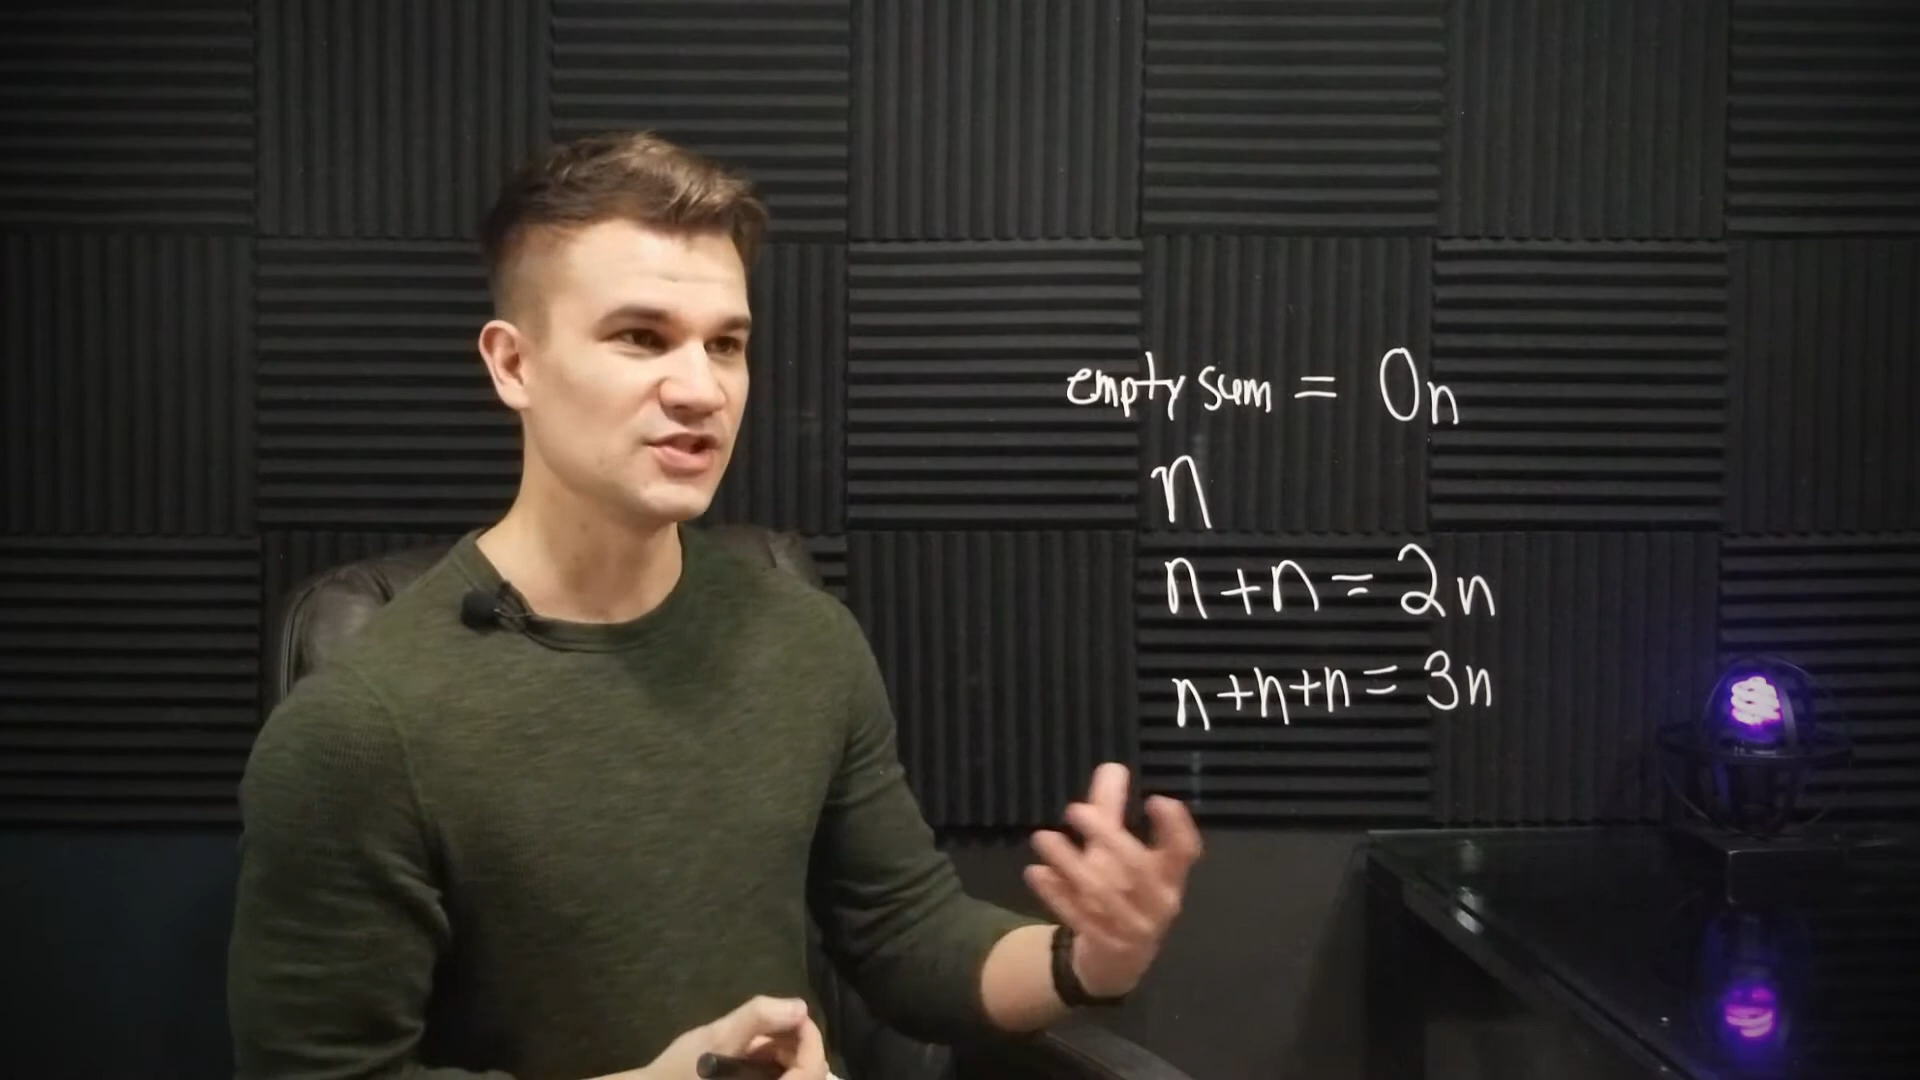 empty sum = 0n
n
n+n = 2n
n+n+n = 3n